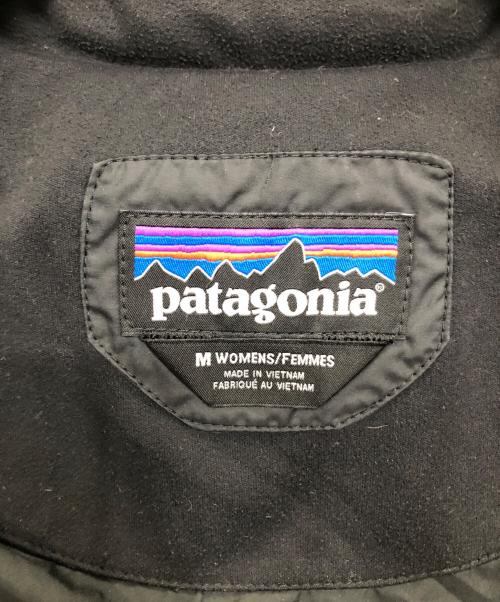 patagonia®
M WOMENS/FEMMES
MADE IN VIETNAM
FABRIQUÉ AU VIETNAM